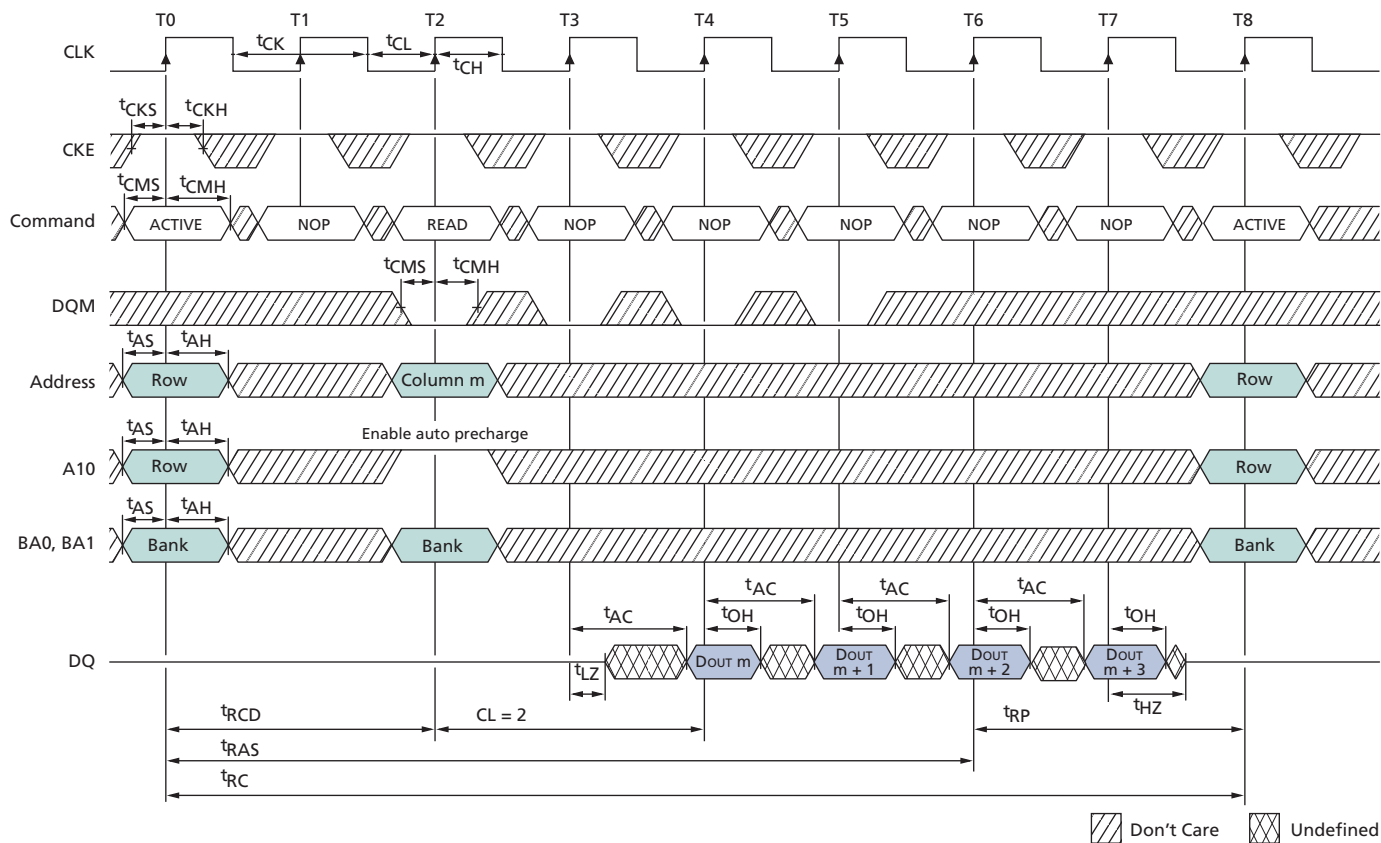 T0 T1 T2 T3 T4 T5 T6 T7 T8
CLK
tCK tCL
tCH
tCKS tCKH
CKE
tCMS tCMH
Command ACTIVE NOP READ NOP NOP NOP NOP NOP ACTIVE
tCMS tCMH
DQM
tAS tAH
Address Row Column m Row
tAS tAH Enable auto precharge
A10 Row Row
tAS tAH
BA0, BA1 Bank Bank Bank
tAC tAC tAC
tAC tOH tOH tOH tOH
DQ DOUT m DOUT m + 1 DOUT m + 2 DOUT m + 3
tLZ tHZ
tRCD CL = 2 tRP
tRAS
tRC
Don't Care Undefined